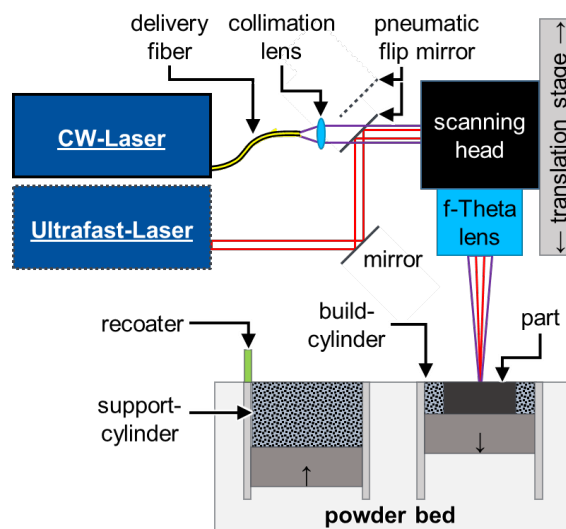 delivery
fiber
collimation
lens
pneumatic
flip mirror
CW-Laser
scanning
head
← translation stage →
Ultrafast-Laser
f-Theta
lens
mirror
recoater
build-
cylinder
part
support-
cylinder
↑
↓
powder bed